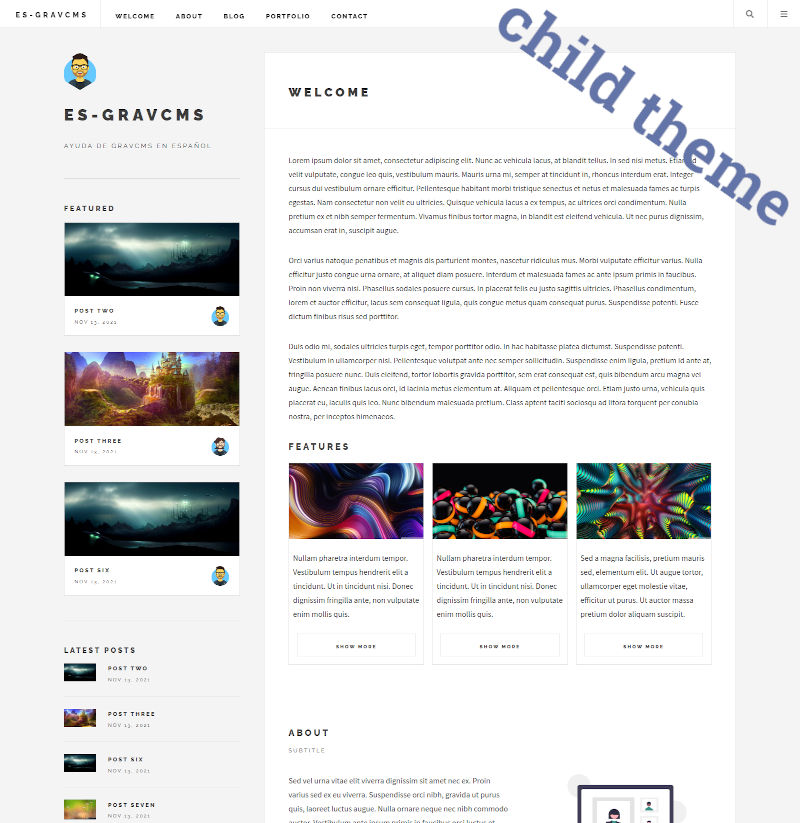 ES-GRAVCMS
WELCOME ABOUT BLOG PORTFOLIO CONTACT
child theme
ES-GRAVCMS
AYUDA DE GRAVCMS EN ESPAÑOL
FEATURED
POST TWO
NOV 13, 2021
POST THREE
NOV 13, 2021
POST SIX
NOV 13, 2021
LATEST POSTS
POST TWO
NOV 13, 2021
POST THREE
NOV 13, 2021
POST SIX
NOV 13, 2021
POST SEVEN
NOV 13, 2021
WELCOME
Lorem ipsum dolor sit amet, consectetur adipiscing elit. Nunc ac vehicula lacus, at blandit tellus. In sed nisi metus. Etiam sed
velit vulputate, congue leo quis, vestibulum mauris. Mauris urna mi, semper at tincidunt in, rhoncus interdum erat. Integer
cursus dui vestibulum ornare efficitur. Pellentesque habitant morbi tristique senectus et netus et malesuada fames ac turpis
egestas. Nam consectetur non velit eu ultricies. Quisque vehicula lacus a ex tempus, ac ultrices orci condimentum. Nulla
pretium ex et nibh semper fermentum. Vivamus finibus tortor magna, in blandit est eleifend vehicula. Ut nec purus dignissim,
accumsan erat in, suscipit augue.
Orci varius natoque penatibus et magnis dis parturient montes, nascetur ridiculus mus. Morbi vulputate efficitur varius. Nulla
efficitur justo congue urna ornare, at aliquet diam posuere. Interdum et malesuada fames ac ante ipsum primis in faucibus.
Proin non viverra nisi. Phasellus sodales posuere cursus. In placerat felis eu justo sagittis ultricies. Phasellus condimentum,
lorem et auctor efficitur, lacus sem consequat ligula, quis congue metus quam consequat purus. Suspendisse potenti. Fusce
dictum finibus risus sed porttitor.
Duis odio mi, sodales ultricies turpis eget, tempor porttitor odio. In hac habitasse platea dictumst. Suspendisse potenti.
Vestibulum in ullamcorper nisl. Pellentesque volutpat ante nec semper sollicitudin. Suspendisse enim ligula, pretium id ante at,
fringilla posuere nunc. Duis eleifend, tortor lobortis gravida porttitor, sem erat consequat est, quis bibendum arcu magna vel
augue. Aenean finibus lacus orci, id lacinia metus elementum at. Aliquam et pellentesque orci. Etiam justo urna, vehicula quis
placerat eu, iaculis quis leo. Nunc bibendum malesuada pretium. Class aptent taciti sociosqu ad litora torquent per conubia
nostra, per inceptos himenaeos.
FEATURES
Nullam pharetra interdum tempor.
Vestibulum tempus hendrerit elit a
tincidunt. Ut in tincidunt nisi. Donec
dignissim fringilla ante, non vulputate
enim mollis quis.
SHOW MORE
Nullam pharetra interdum tempor.
Vestibulum tempus hendrerit elit a
tincidunt. Ut in tincidunt nisi. Donec
dignissim fringilla ante, non vulputate
enim mollis quis.
SHOW MORE
Sed a magna facilisis, pretium mauris
sed, elementum elit. Ut augue tortor,
ullamcorper eget molestie vitae,
efficitur ut purus. Ut auctor massa
pretium dolor aliquam suscipit.
SHOW MORE
ABOUT
SUBTITLE
Sed vel urna vitae elit viverra dignissim sit amet nec ex. Proin
varius sed ex eu viverra. Suspendisse orci nibh, gravida ut purus
quis, laoreet luctus augue. Nulla ornare neque nec nibh commodo
auctor. Vestibulum ante ipsum primis in faucibus orci luctus et